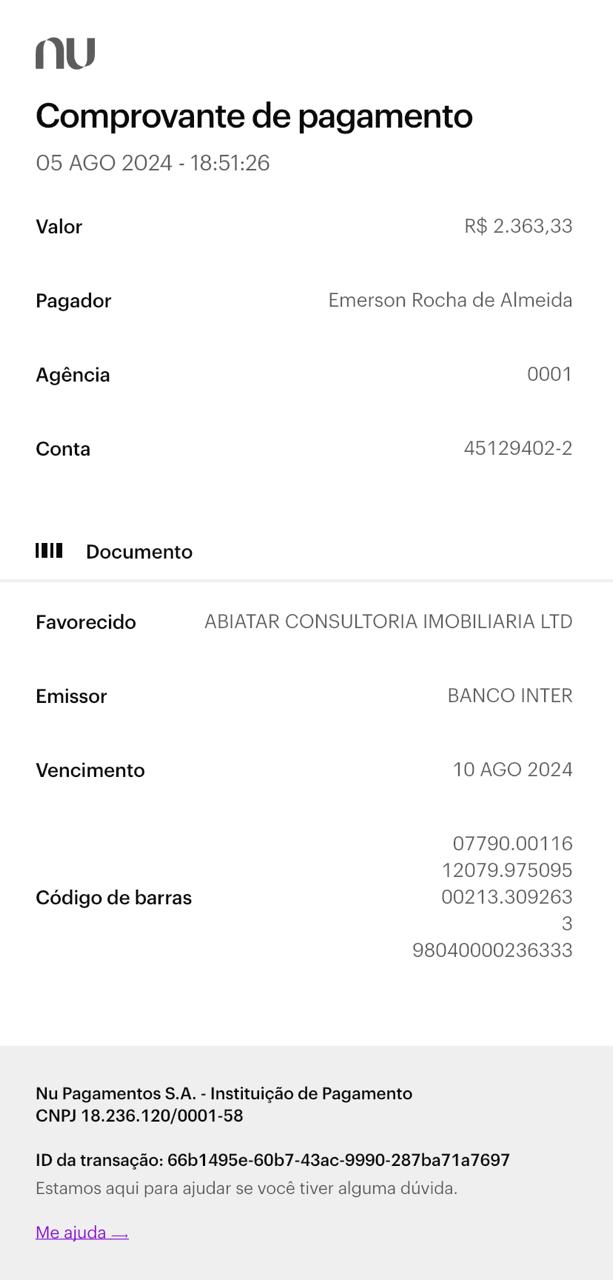 nu
Comprovante de pagamento
05 AGO 2024 - 18:51:26
Valor R$ 2.363,33
Pagador Emerson Rocha de Almeida
Agência 0001
Conta 45129402-2
Documento
Favorecido ABIATAR CONSULTORIA IMOBILIARIA LTD
Emissor BANCO INTER
Vencimento 10 AGO 2024
07790.00116
12079.975095
Código de barras 00213.309263
3
98040000236333
Nu Pagamentos S.A. - Instituição de Pagamento
CNPJ 18.236.120/0001-58
ID da transação: 66b1495e-60b7-43ac-9990-287ba71a7697
Estamos aqui para ajudar se você tiver alguma dúvida.
Me ajuda